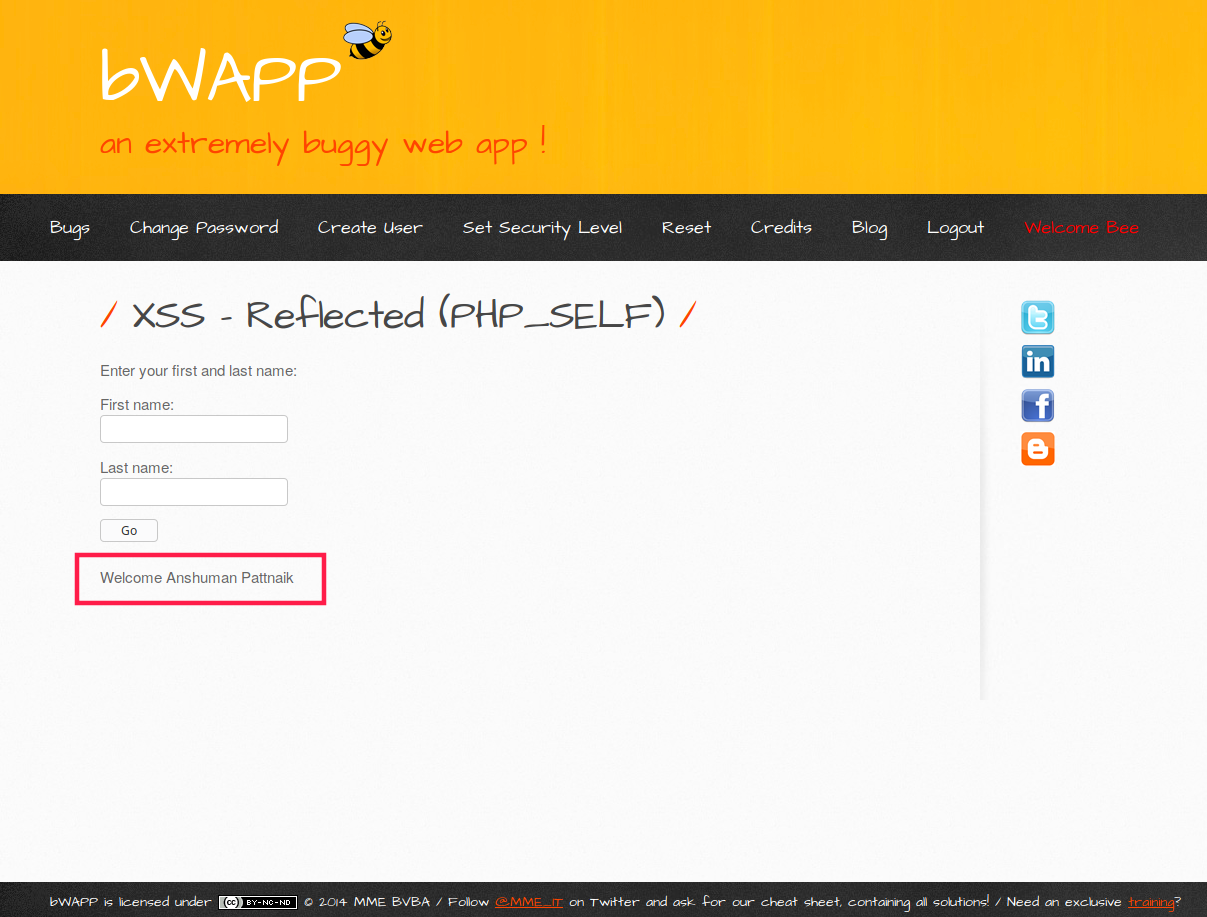 bWAPP
an extremely buggy web app !
Bugs Change Password Create User Set Security Level Reset Credits Blog Logout Welcome Bee
/ XSS - Reflected (PHP_SELF) /
Enter your first and last name:
First name:
Last name:
Go
Welcome Anshuman Pattnaik
bWAPP is licensed under (cc) BY-NC-ND © 2014 MME BVBA / Follow @MME_IT on Twitter and ask for our cheat sheet, containing all solutions! / Need an exclusive training?